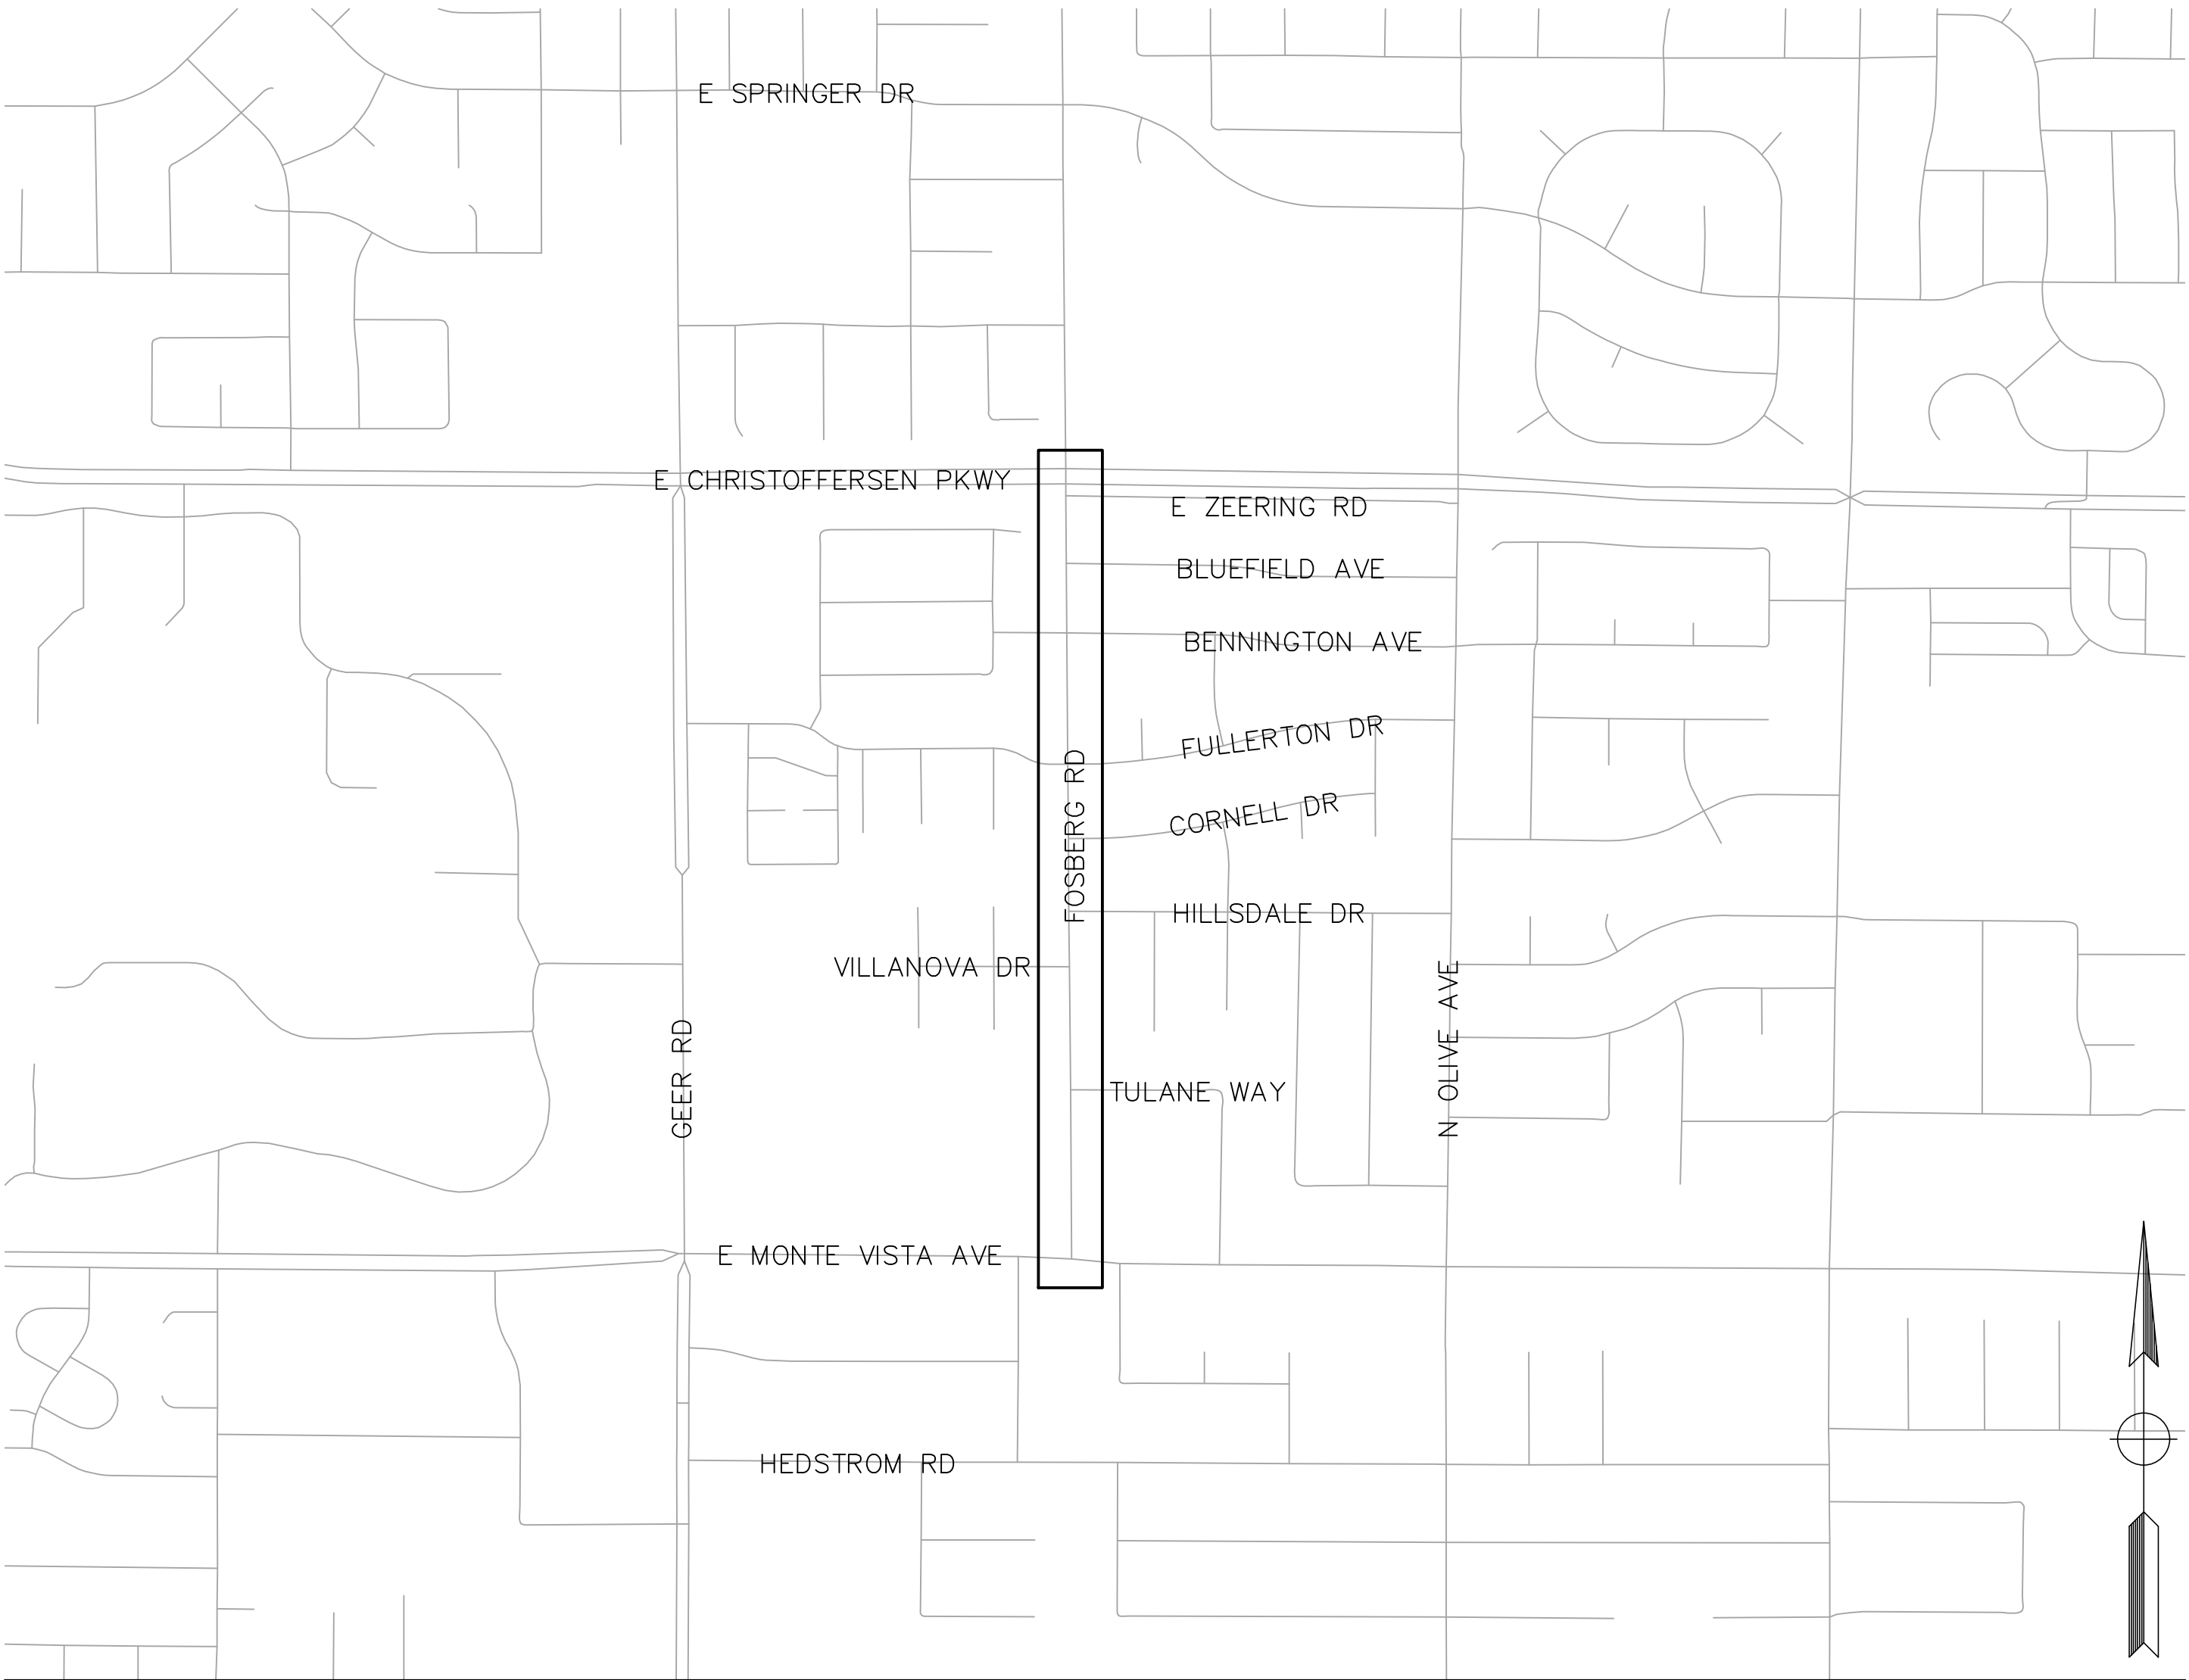 E SPRINGER DR
E CHRISTOFFERSEN PKWY
E ZEERING RD
BLUEFIELD AVE
BENNINGTON AVE
FULLERTON DR
FOSBERG RD
CORNELL DR
HILLSDALE DR
VILLANOVA DR
N OLIVE AVE
GEER RD
TULANE WAY
E MONTE VISTA AVE
HEDSTROM RD